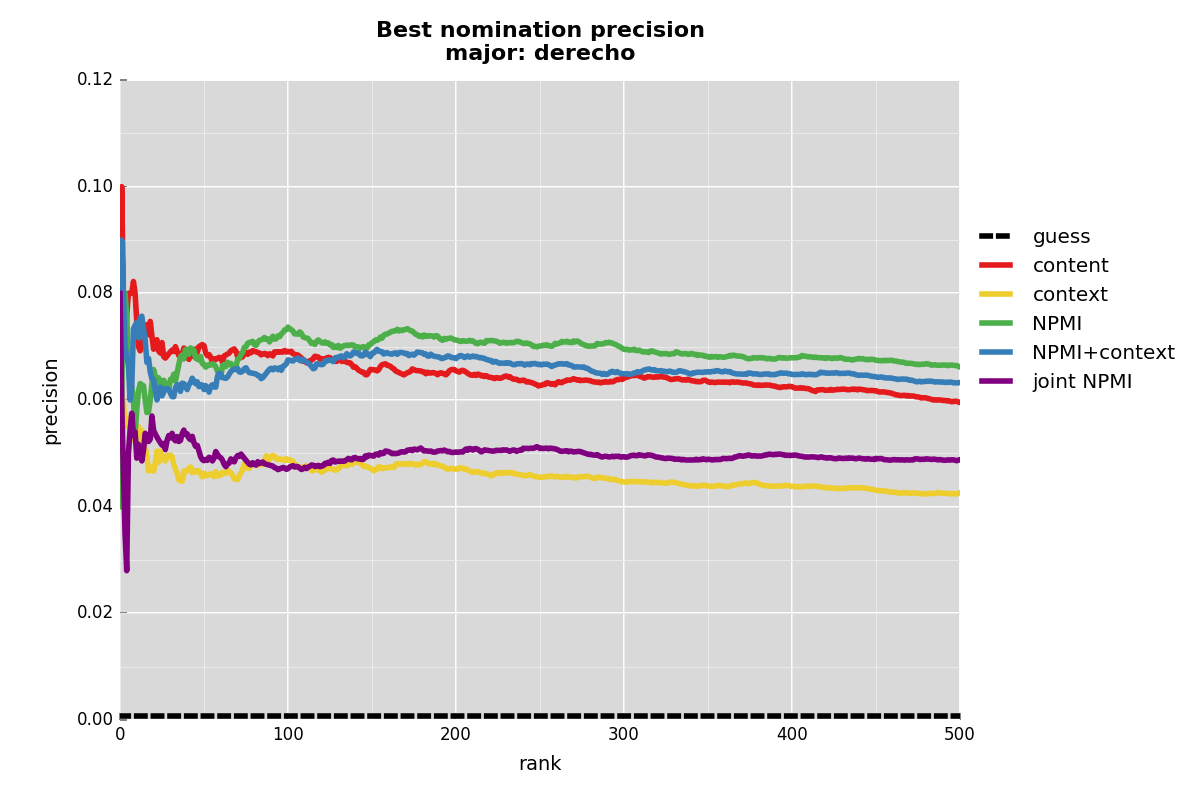 Best nomination precision
major: derecho
0.12
0.10
0.08
0.06
0.04
0.02
0.00
precision
0
100
200
300
400
500
rank
guess
content
context
NPMI
NPMI+context
joint NPMI